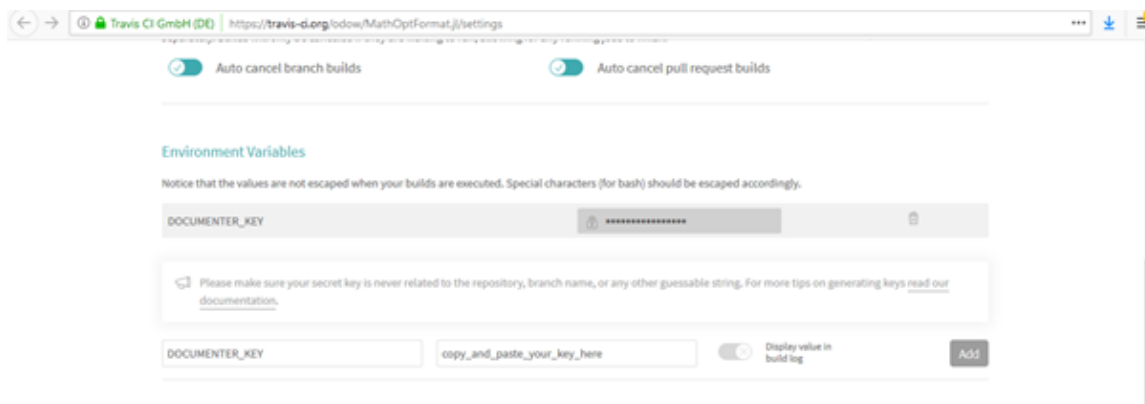 Travis CI GmbH (DE) https://travis-ci.org/odow/MathOptFormat.jl/settings
Auto cancel branch builds Auto cancel pull request builds
Environment Variables
Notice that the values are not escaped when your builds are executed. Special characters (for bash) should be escaped accordingly.
DOCUMENTER_KEY ••••••••••••••••
Please make sure your secret key is never related to the repository, branch name, or any other guessable string. For more tips on generating keys read our
documentation.
DOCUMENTER_KEY copy_and_paste_your_key_here Display value in
build log Add